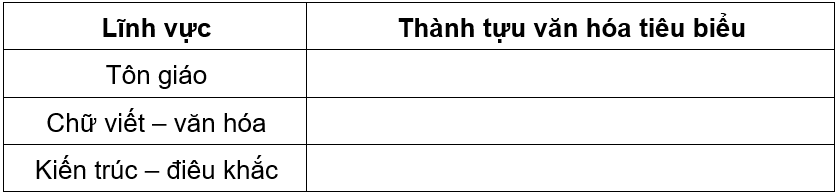 Lĩnh vực Thành tựu văn hóa tiêu biểu
Tôn giáo
Chữ viết – văn hóa
Kiến trúc – điêu khắc